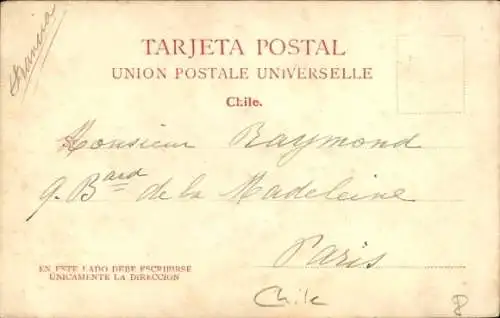 Francia
TARJETA POSTAL
UNION POSTALE UNIVERSELLE
Chile.
Monsieur Raymond
9. Bard de la Madeleine
Paris
EN ESTE LADO DEBE ESCRIBIRSE
ÚNICAMENTE LA DIRECCION
Chile
8